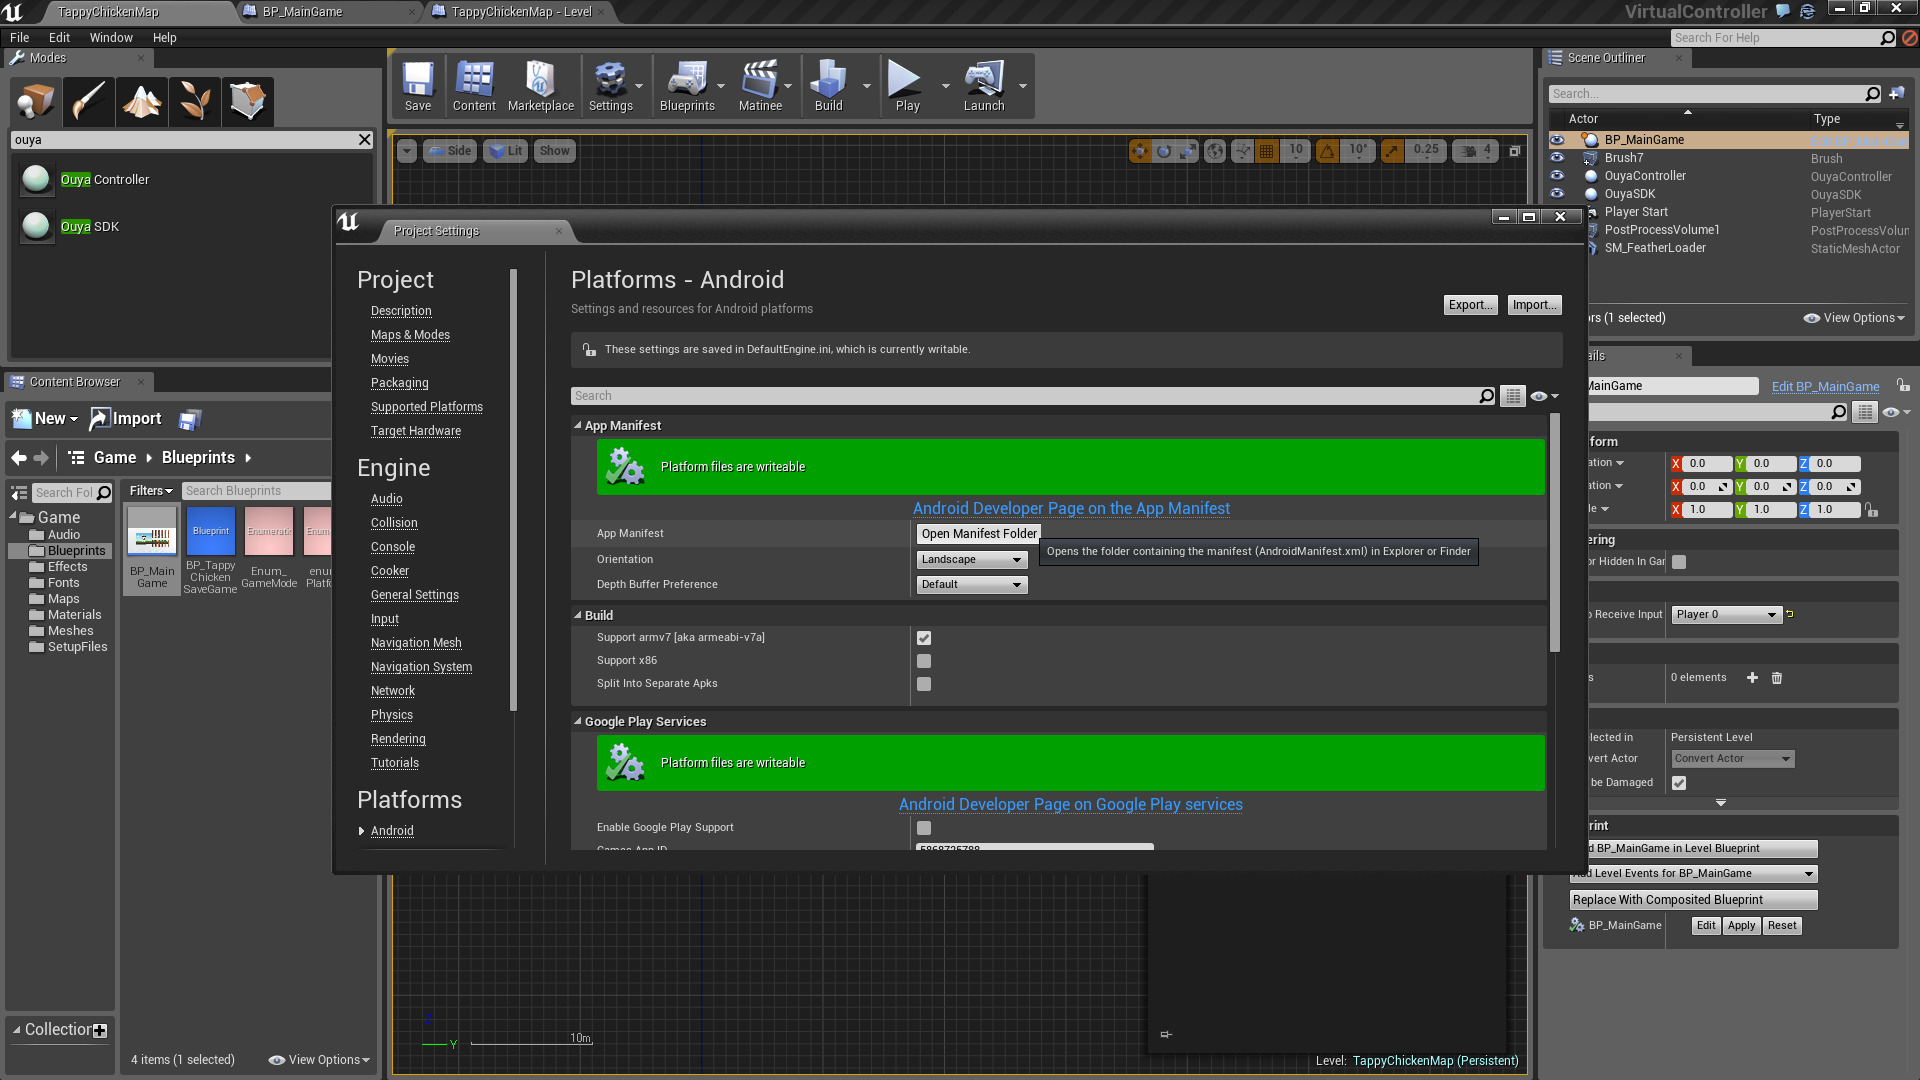 TappyChickenMap
BP_MainGame
TappyChickenMap - Level
VirtualController
File
Edit
Window
Help
Search For Help
Modes
ouya
Ouya Controller
Ouya SDK
Save
Content
Marketplace
Settings
Blueprints
Matinee
Build
Play
Launch
Side
Lit
Show
10
10°
0.25
4
Scene Outliner
Search...
Actor
Type
BP_MainGame
Brush7
Brush
OuyaController
OuyaController
OuyaSDK
OuyaSDK
Player Start
PlayerStart
PostProcessVolume1
PostProcessVolun
SM_FeatherLoader
StaticMeshActor
rs (1 selected)
View Options
Content Browser
New
Import
Game
Blueprints
Search Fol
Filters
Search Blueprints
Game
Audio
Blueprints
Effects
Fonts
Maps
Materials
Meshes
SetupFiles
Blueprint
Enumeratic
Enum
BP_Main
Game
BP_Tappy
Chicken
SaveGame
Enum_
GameMode
enu
Platf
Collection
4 items (1 selected)
View Options
Project Settings
Project
Description
Maps & Modes
Movies
Packaging
Supported Platforms
Target Hardware
Engine
Audio
Collision
Console
Cooker
General Settings
Input
Navigation Mesh
Navigation System
Network
Physics
Rendering
Tutorials
Platforms
Android
Platforms - Android
Settings and resources for Android platforms
Export...
Import...
These settings are saved in DefaultEngine.ini, which is currently writable.
Search
App Manifest
Platform files are writeable
Android Developer Page on the App Manifest
App Manifest
Open Manifest Folder
Opens the folder containing the manifest (AndroidManifest.xml) in Explorer or Finder
Orientation
Landscape
Depth Buffer Preference
Default
Build
Support armv7 [aka armeabi-v7a]
Support x86
Split Into Separate Apks
Google Play Services
Platform files are writeable
Android Developer Page on Google Play services
Enable Google Play Support
Games App ID
5868725788
ails
MainGame
Edit BP_MainGame
form
ation
X 0.0 Y 0.0 Z 0.0
ation
X 0.0 Y 0.0 Z 0.0
le
X 1.0 Y 1.0 Z 1.0
ering
or Hidden In Gar
o Receive Input
Player 0
s
0 elements
elected in
Persistent Level
vert Actor
Convert Actor
be Damaged
rint
d BP_MainGame in Level Blueprint
Add Level Events for BP_MainGame
Replace With Composited Blueprint
BP_MainGame
Edit
Apply
Reset
Y
10m
Level: TappyChickenMap (Persistent)